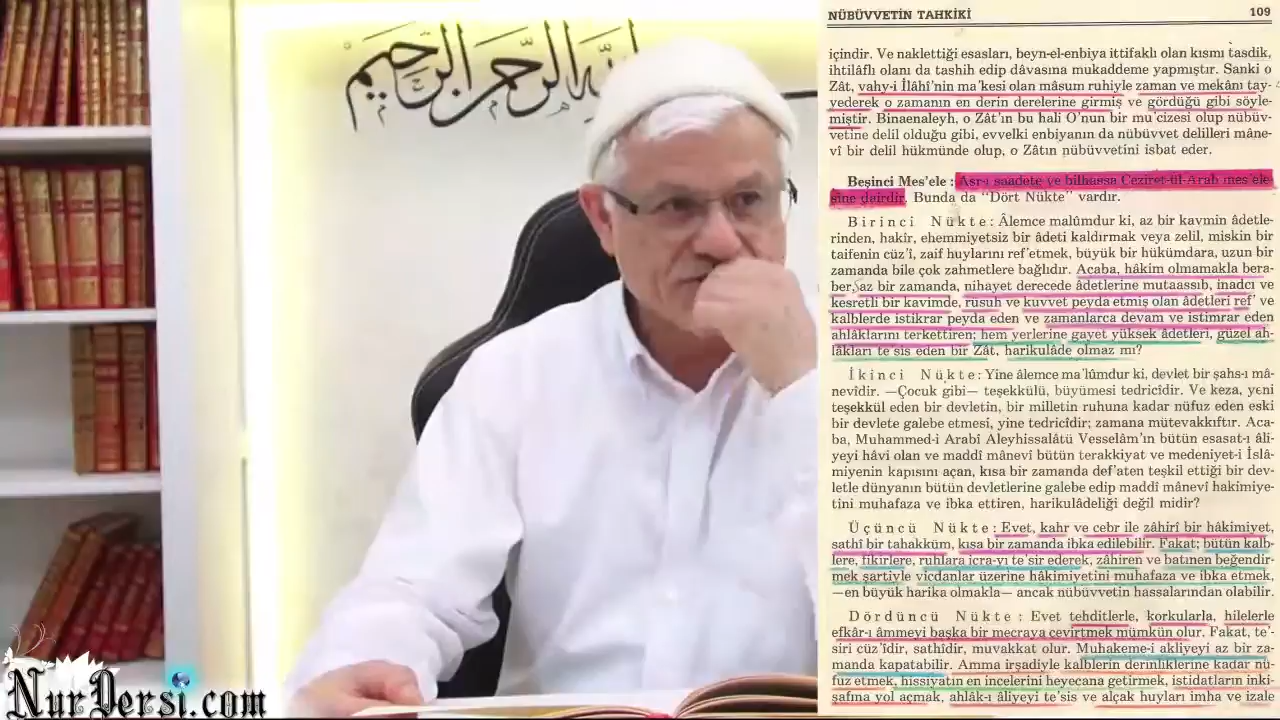 بسم الله الرحمن الرحيم
NurDersi.com
NÜBÜVVETİN TAHKİKİ 109
içindir. Ve naklettiği esasları, beyn-el-enbiya ittifaklı olan kısmı tasdik,
ihtilâflı olanı da tashih edip dâvasına mukaddeme yapmıştır. Sanki o
Zât, vahy-i İlâhî'nin ma'kesi olan mâsum ruhiyle zaman ve mekânı tay-
yederek o zamanın en derin derelerine girmiş ve gördüğü gibi söyle-
miştir. Binaenaleyh, o Zât'ın bu hali O'nun bir mu'cizesi olup nübüv-
vetine delil olduğu gibi, evvelki enbiyanın da nübüvvet delilleri mâne-
vî bir delil hükmünde olup, o Zâtın nübüvvetini isbat eder.
Beşinci Mes'ele : Asr-ı saadete ve bilhassa Ceziret-ül-Arab mes'ele-
sine dairdir. Bunda da "Dört Nükte" vardır.
Birinci Nükte: Âlemce malûmdur ki, az bir kavmin âdetle-
rinden, hakîr, ehemmiyetsiz bir âdeti kaldırmak veya zelil, miskin bir
taifenin cüz'î, zaif huylarını ref'etmek, büyük bir hükümdara, uzun bir
zamanda bile çok zahmetlere bağlıdır. Acaba, hâkim olmamakla bera-
ber, az bir zamanda, nihayet derecede âdetlerine mutaassıb, inadcı ve
kesretli bir kavimde, rüsuh ve kuvvet peyda etmiş olan âdetleri ref' ve
kalblerde istikrar peyda eden ve zamanlarca devam ve istimrar eden
ahlâklarını terkettiren; hem yerlerine gayet yüksek âdetleri, güzel ah-
lâkları te'sis eden bir Zât, harikulâde olmaz mı?
İkinci Nükte: Yine âlemce ma'lûmdur ki, devlet bir şahs-ı mâ-
nevîdir. —Çocuk gibi— teşekkülü, büyümesi tedricîdir. Ve keza, yeni
teşekkül eden bir devletin, bir milletin ruhuna kadar nüfuz eden eski
bir devlete galebe etmesi, yine tedricîdir; zamana mütevakkıftır. Aca-
ba, Muhammed-i Arabî Aleyhissalâtü Vesselâm'ın bütün esasat-ı âli-
yeyi hâvi olan ve maddî mânevî bütün terakkiyat ve medeniyet-i İslâ-
miyenin kapısını açan, kısa bir zamanda def'aten teşkil ettiği bir dev-
letle dünyanın bütün devletlerine galebe edip maddî mânevî hakimiye-
tini muhafaza ve ibka ettiren, harikulâdeliği değil midir?
Üçüncü Nükte: Evet, kahr ve cebr ile zâhirî bir hâkimiyet,
sathî bir tahakküm, kısa bir zamanda ibka edilebilir. Fakat; bütün kalb-
lere, fikirlere, ruhlara icra-yı te'sir ederek, zâhiren ve batınen beğendir-
mek şartiyle vicdanlar üzerine hâkimiyetini muhafaza ve ibka etmek,
—en büyük harika olmakla— ancak nübüvvetin hassalarından olabilir.
Dördüncü Nükte: Evet tehditlerle, korkularla, hilelerle
efkâr-ı âmmeyi başka bir mecraya çevirtmek mümkün olur. Fakat, te'-
siri cüz'îdir, sathîdir, muvakkat olur. Muhakeme-i akliyeyi az bir za-
manda kapatabilir. Amma irşadiyle kalblerin derinliklerine kadar nü-
fuz etmek, hissiyatın en incelerini heyecana getirmek, istidatların inki-
şafına yol açmak, ahlâk-ı âliyeyi te'sis ve alçak huyları imha ve izale